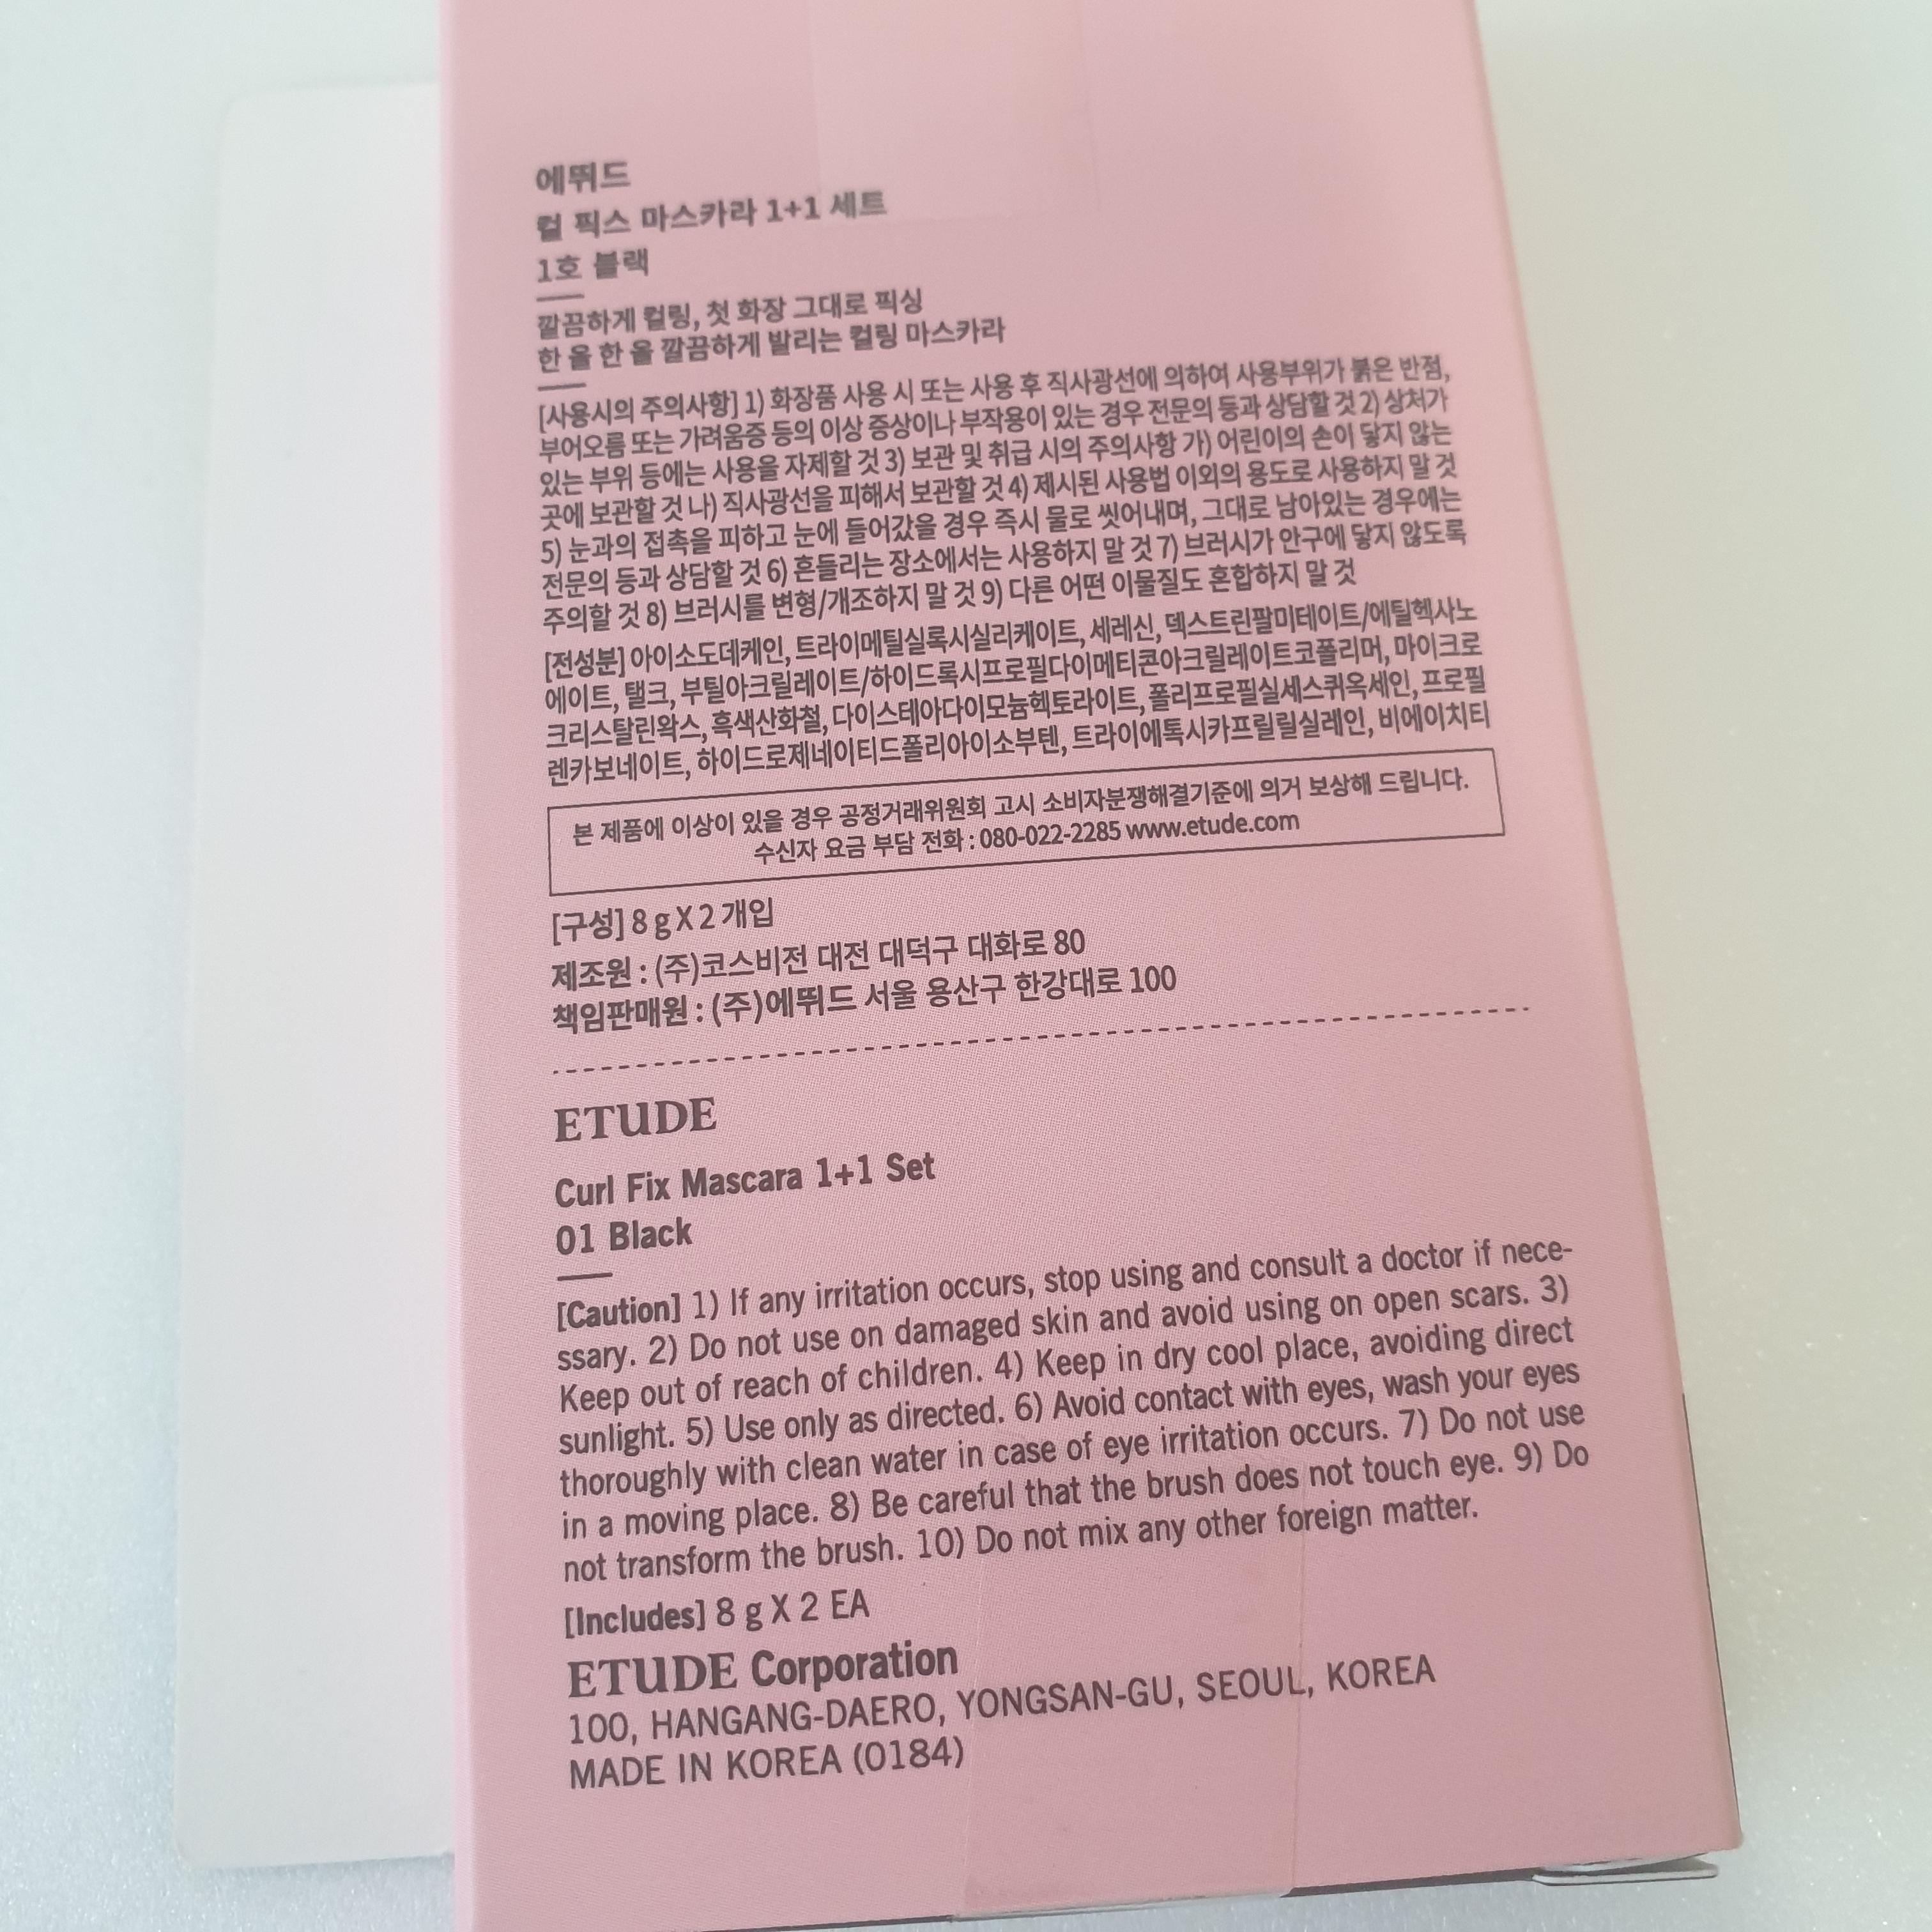 에뛰드
컬 픽스 마스카라 1+1 세트
1호 블랙
깔끔하게 컬링, 첫 화장 그대로 픽싱
한 올 한 올 깔끔하게 발리는 컬링 마스카라
[사용시의 주의사항] 1) 화장품 사용 시 또는 사용 후 직사광선에 의하여 사용부위가 붉은 반점,
부어오름 또는 가려움증 등의 이상 증상이나 부작용이 있는 경우 전문의 등과 상담할 것 2) 상처가
있는 부위 등에는 사용을 자제할 것 3) 보관 및 취급 시의 주의사항 가) 어린이의 손이 닿지 않는
곳에 보관할 것 나) 직사광선을 피해서 보관할 것 4) 제시된 사용법 이외의 용도로 사용하지 말 것
5) 눈과의 접촉을 피하고 눈에 들어갔을 경우 즉시 물로 씻어내며, 그대로 남아있는 경우에는
전문의 등과 상담할 것 6) 흔들리는 장소에서는 사용하지 말 것 7) 브러시가 안구에 닿지 않도록
주의할 것 8) 브러시를 변형/개조하지 말 것 9) 다른 어떤 이물질도 혼합하지 말 것
[전성분] 아이소도데케인, 트라이메틸실록시실리케이트, 세레신, 덱스트린팔미테이트/에틸헥사노
에이트, 탤크, 부틸아크릴레이트/하이드록시프로필다이메티콘아크릴레이트코폴리머, 마이크로
크리스탈린왁스, 흑색산화철, 다이스테아다이모늄헥토라이트, 폴리프로필실세스퀴옥세인, 프로필
렌카보네이트, 하이드로제네이티드폴리아이소부텐, 트라이에톡시카프릴릴실레인, 비에이치티
본 제품에 이상이 있을 경우 공정거래위원회 고시 소비자분쟁해결기준에 의거 보상해 드립니다.
수신자 요금 부담 전화 : 080-022-2285 www.etude.com
[구성] 8 g X 2 개입
제조원 : (주)코스비전 대전 대덕구 대화로 80
책임판매원 : (주)에뛰드 서울 용산구 한강대로 100
ETUDE
Curl Fix Mascara 1+1 Set
01 Black
[Caution] 1) If any irritation occurs, stop using and consult a doctor if nece-
ssary. 2) Do not use on damaged skin and avoid using on open scars. 3)
Keep out of reach of children. 4) Keep in dry cool place, avoiding direct
sunlight. 5) Use only as directed. 6) Avoid contact with eyes, wash your eyes
thoroughly with clean water in case of eye irritation occurs. 7) Do not use
in a moving place. 8) Be careful that the brush does not touch eye. 9) Do
not transform the brush. 10) Do not mix any other foreign matter.
[Includes] 8 g X 2 EA
ETUDE Corporation
100, HANGANG-DAERO, YONGSAN-GU, SEOUL, KOREA
MADE IN KOREA (0184)